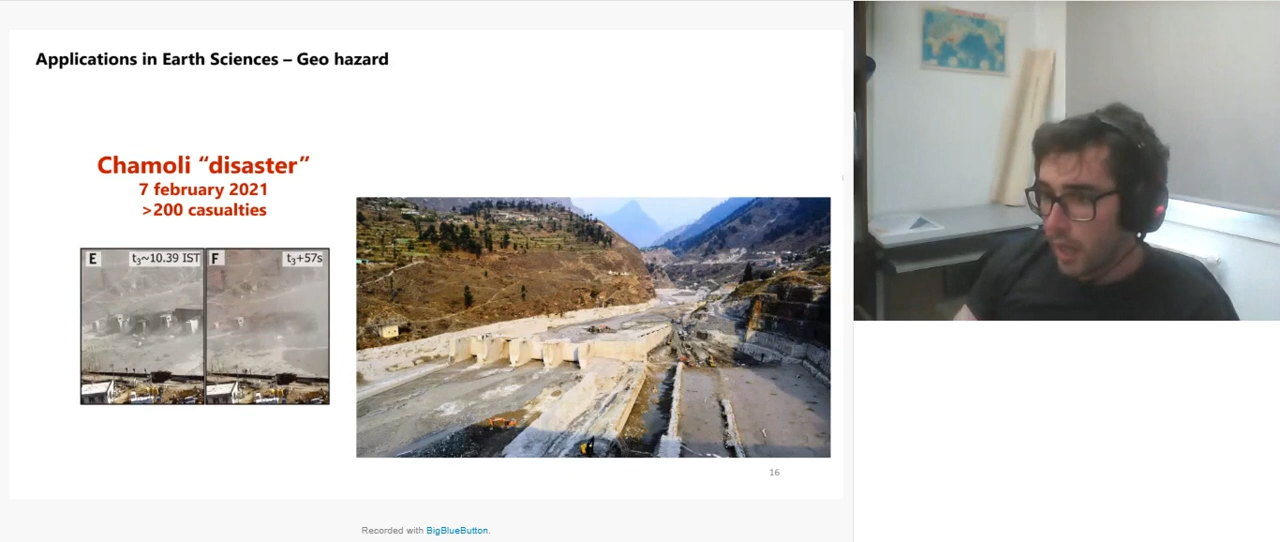 Applications in Earth Sciences – Geo hazard
Chamoli “disaster”
7 february 2021
>200 casualties
E
t3~10.39 IST
F
t3+57s
16
Recorded with BigBlueButton.